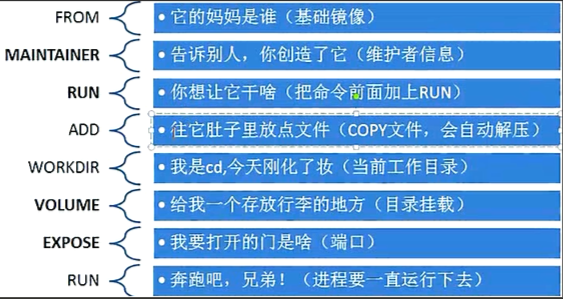 FROM
• 它的妈妈是谁（基础镜像）
MAINTAINER
• 告诉别人，你创造了它（维护者信息）
RUN
• 你想让它干啥（把命令前面加上RUN）
ADD
• 往它肚子里放点文件（COPY文件，会自动解压）
WORKDIR
• 我是cd,今天刚化了妆（当前工作目录）
VOLUME
• 给我一个存放行李的地方（目录挂载）
EXPOSE
• 我要打开的门是啥（端口）
RUN
• 奔跑吧，兄弟！（进程要一直运行下去）